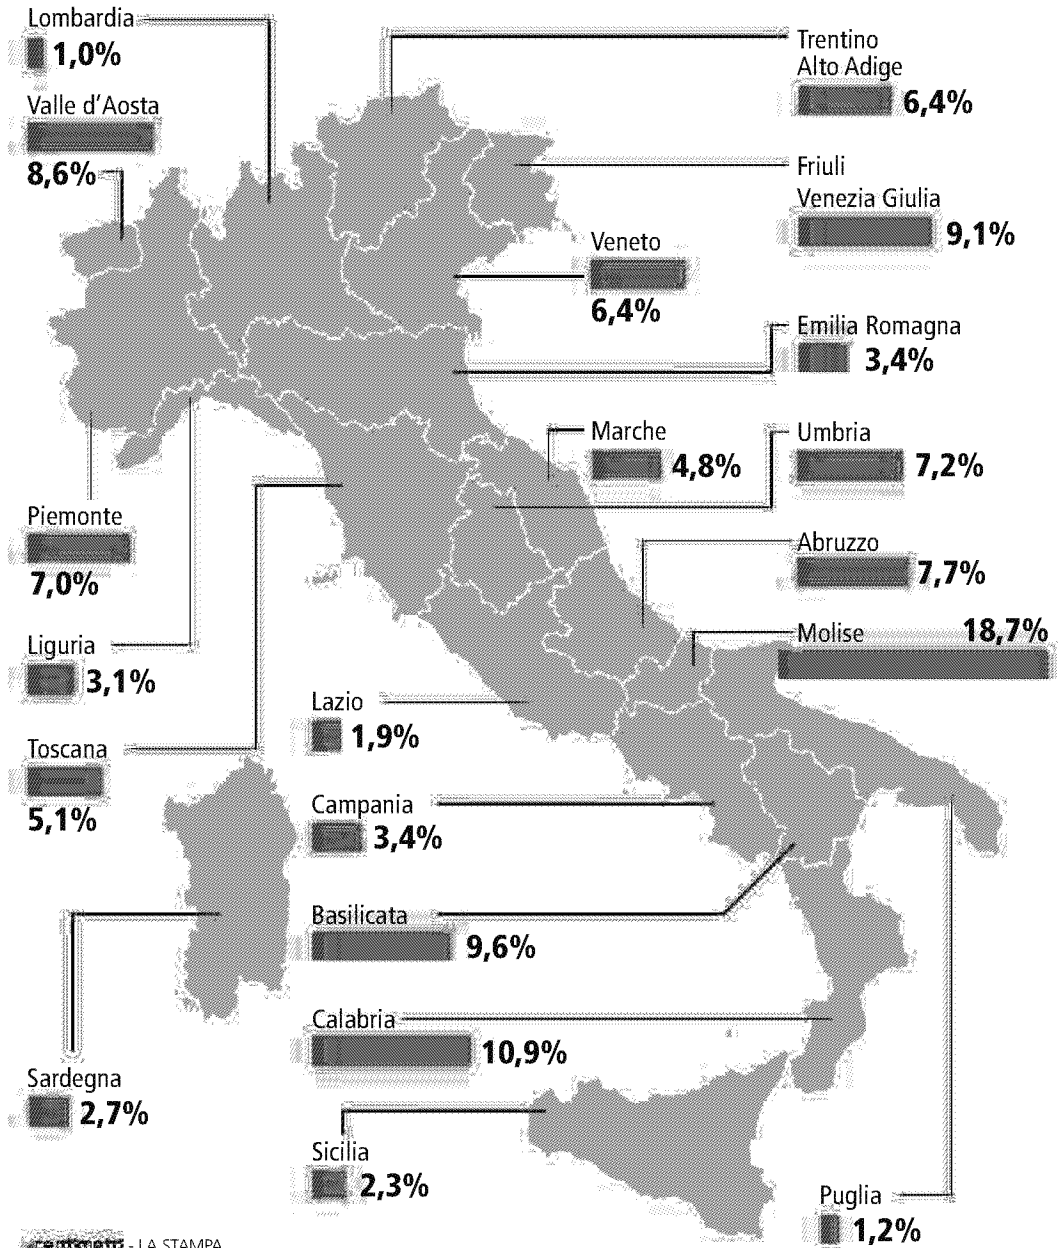 Lombardia
1,0%
Valle d'Aosta
8,6%
Trentino
Alto Adige
6,4%
Friuli
Venezia Giulia
9,1%
Veneto
6,4%
Emilia Romagna
3,4%
Marche
4,8%
Umbria
7,2%
Piemonte
7,0%
Abruzzo
7,7%
Liguria
3,1%
Molise 18,7%
Lazio
1,9%
Toscana
5,1%
Campania
3,4%
Basilicata
9,6%
Calabria
10,9%
Sardegna
2,7%
Sicilia
2,3%
Puglia
1,2%
- LA STAMPA